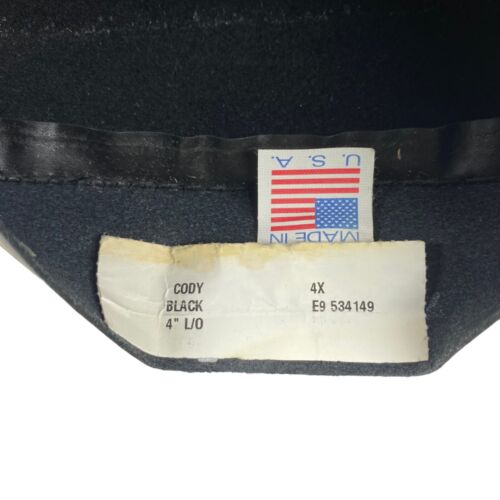 U.S.A.
MADE IN
CODY 4X
BLACK E9 534149
4" L/O